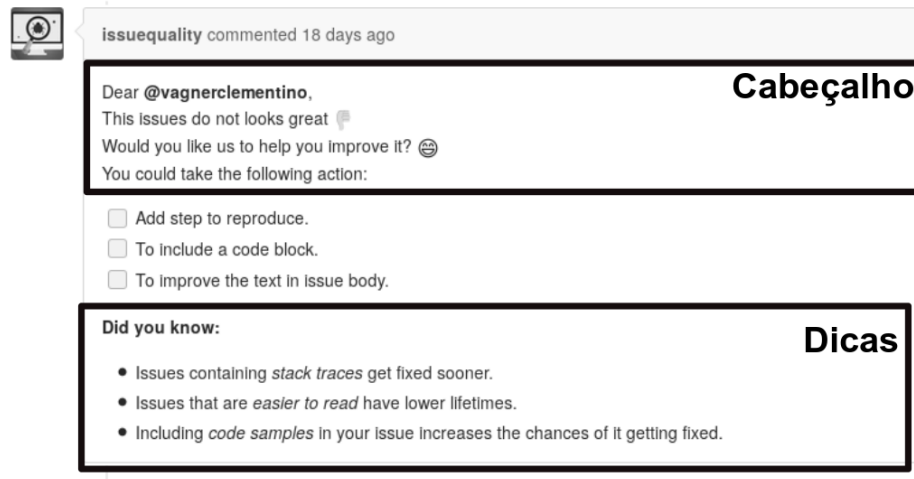 issuequality commented 18 days ago
Cabeçalho
Dear @vagnerclementino,
This issues do not looks great 👎
Would you like us to help you improve it? 😄
You could take the following action:
Add step to reproduce.
To include a code block.
To improve the text in issue body.
Did you know:
Dicas
Issues containing stack traces get fixed sooner.
Issues that are easier to read have lower lifetimes.
Including code samples in your issue increases the chances of it getting fixed.